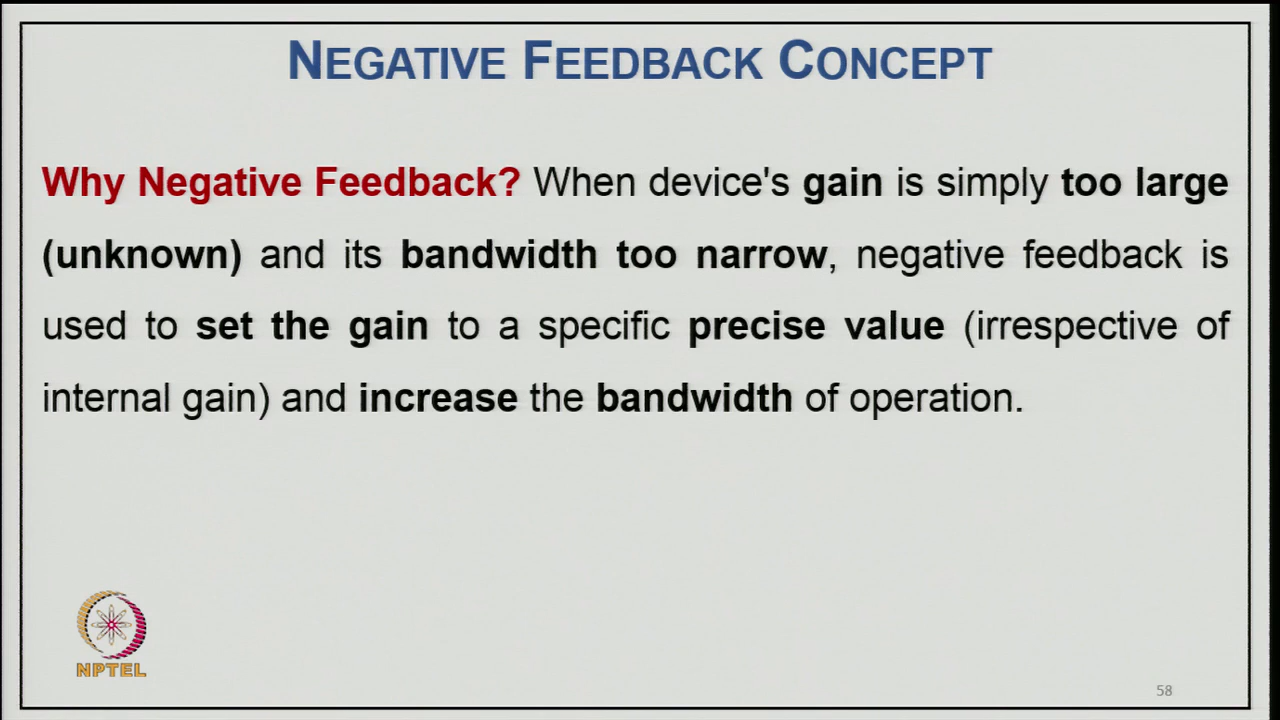 NEGATIVE FEEDBACK CONCEPT
Why Negative Feedback? When device's gain is simply too large
(unknown) and its bandwidth too narrow, negative feedback is
used to set the gain to a specific precise value (irrespective of
internal gain) and increase the bandwidth of operation.
NPTEL
58